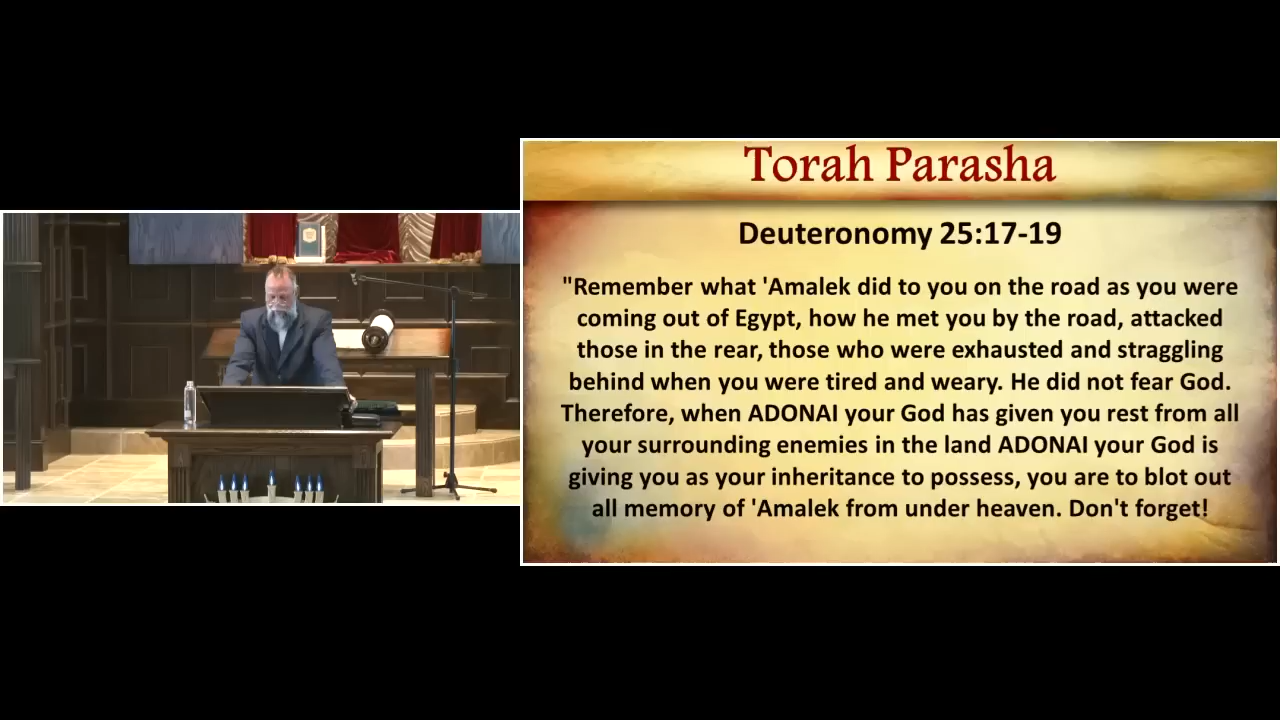 Torah Parasha
Deuteronomy 25:17-19
"Remember what 'Amalek did to you on the road as you were
coming out of Egypt, how he met you by the road, attacked
those in the rear, those who were exhausted and straggling
behind when you were tired and weary. He did not fear God.
Therefore, when ADONAI your God has given you rest from all
your surrounding enemies in the land ADONAI your God is
giving you as your inheritance to possess, you are to blot out
all memory of 'Amalek from under heaven. Don't forget!